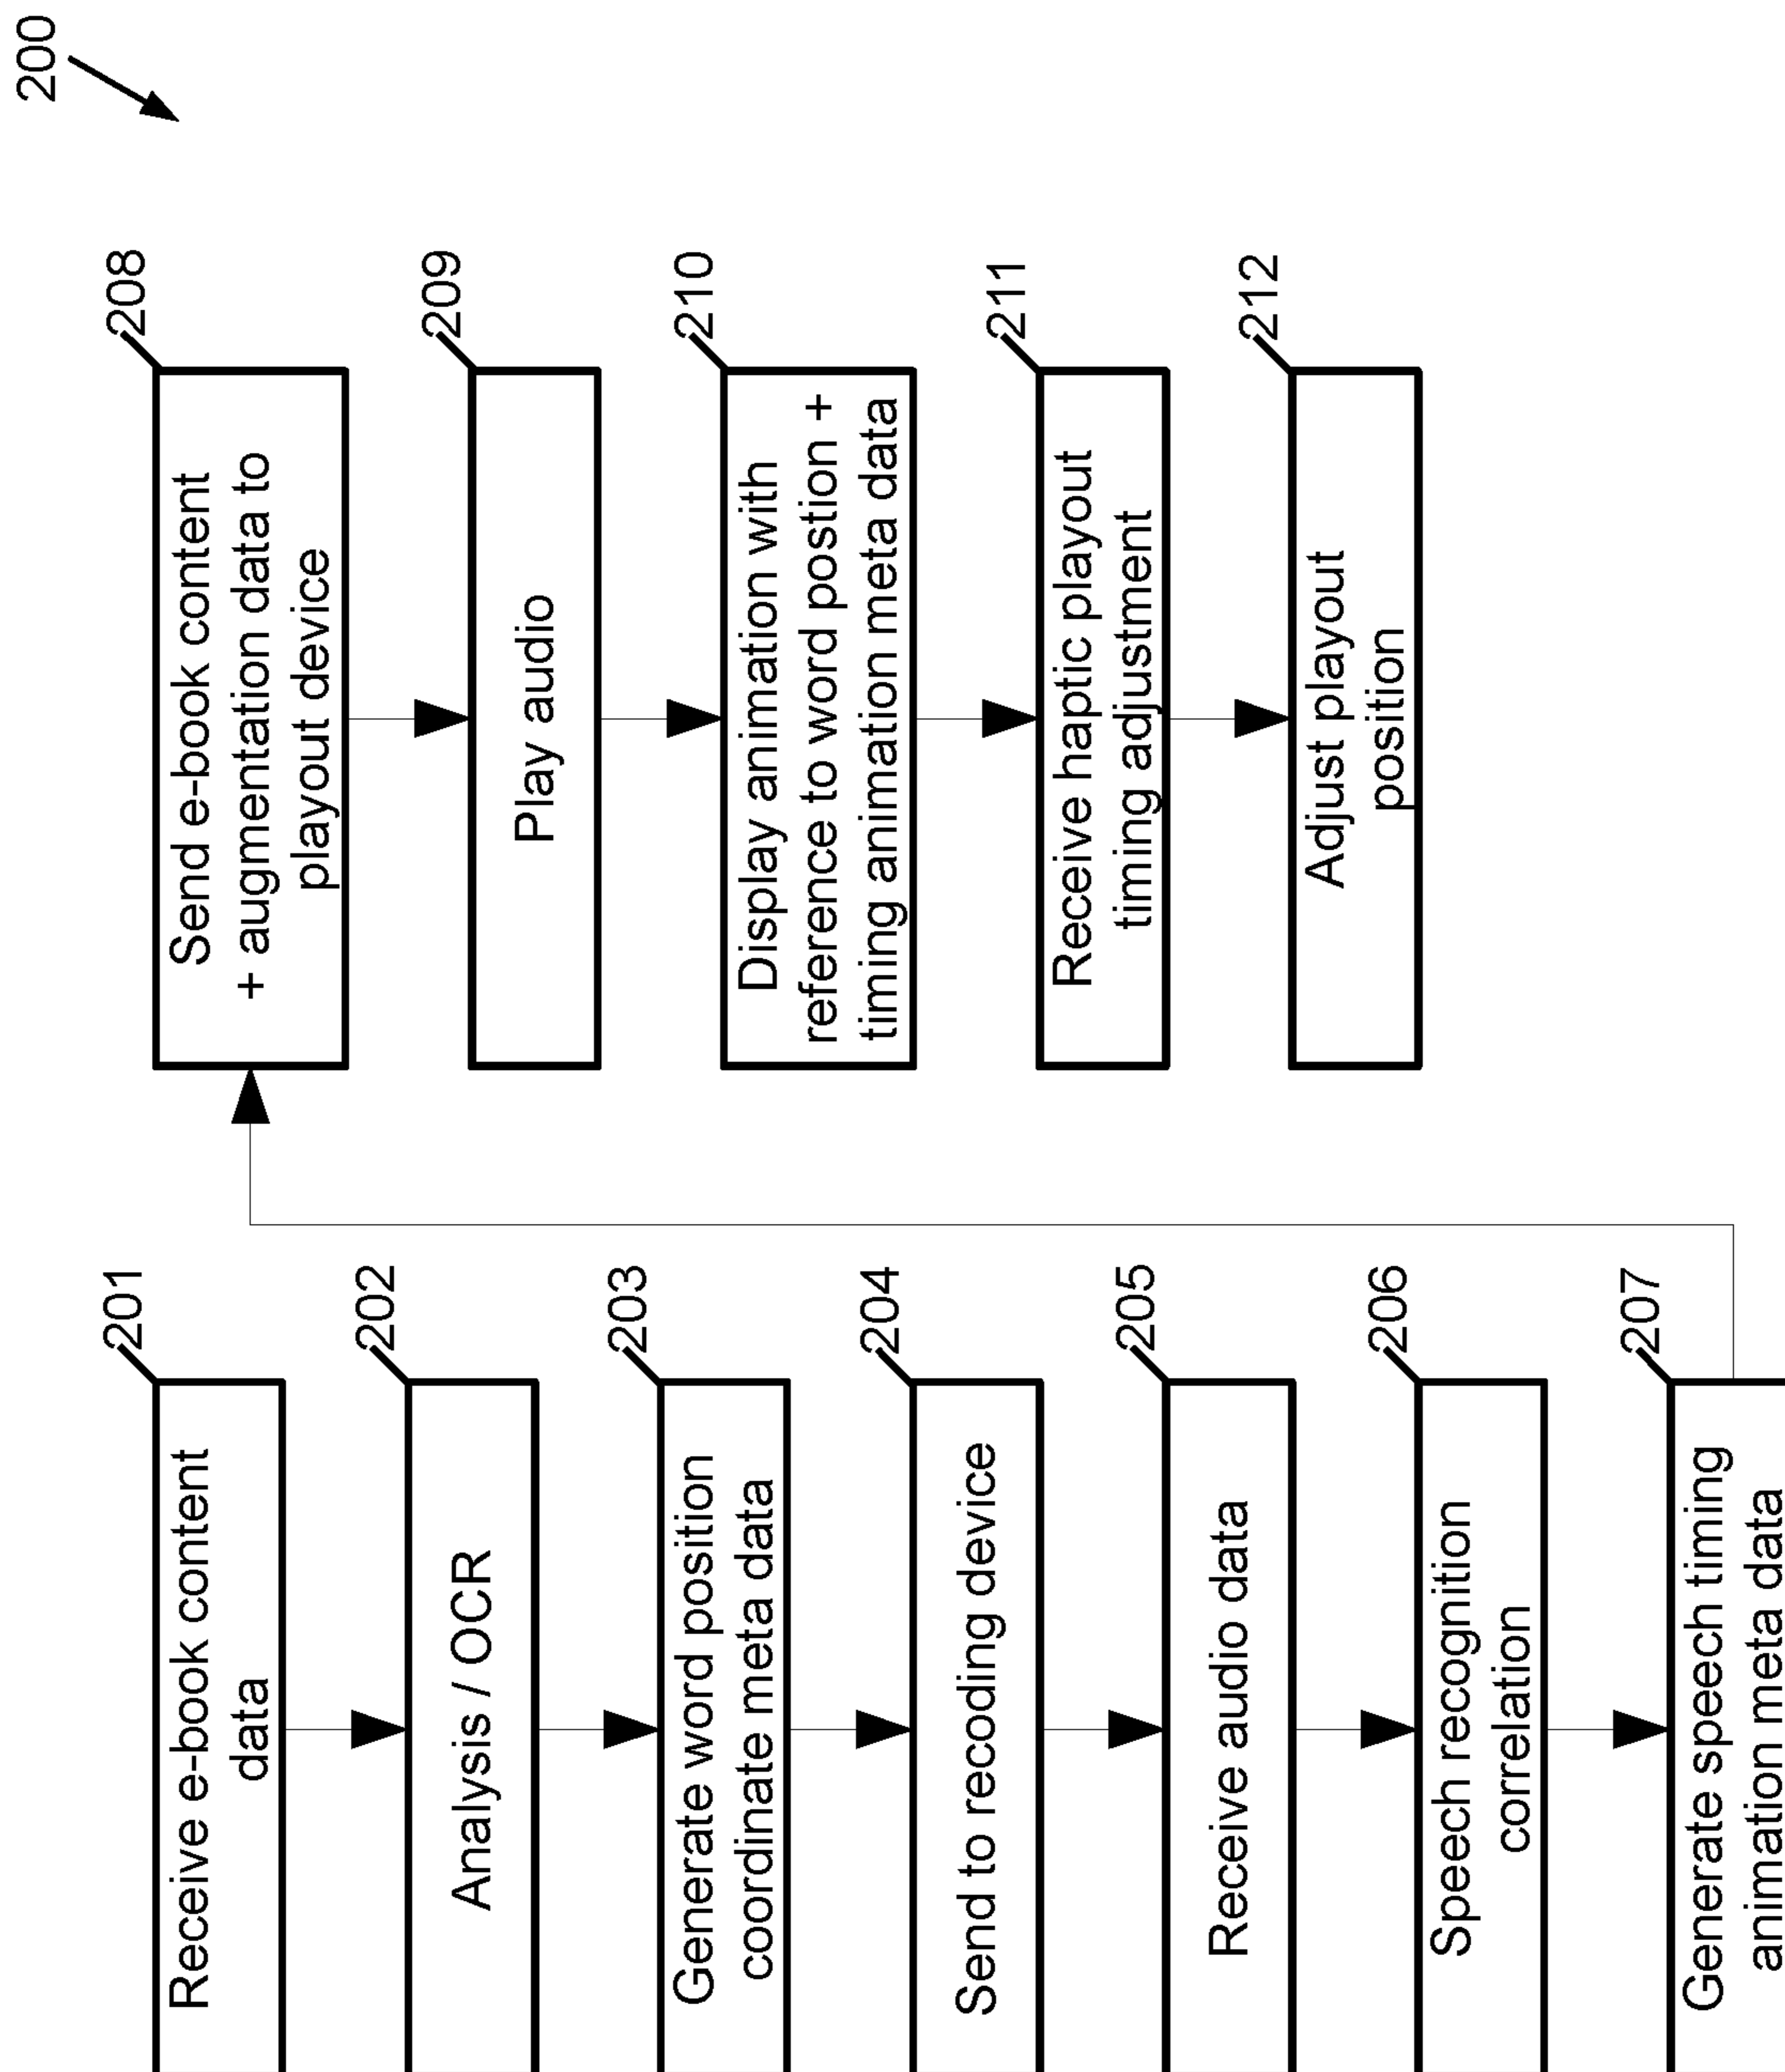 200
201
Receive e-book content
data
202
Analysis / OCR
203
Generate word position
coordinate meta data
204
Send to recoding device
205
Receive audio data
206
Speech recognition
correlation
207
Generate speech timing
animation meta data
208
Send e-book content
+ augmentation data to
playout device
209
Play audio
210
Display animation with
reference to word postion +
timing animation meta data
211
Receive haptic playout
timing adjustment
212
Adjust playout
position